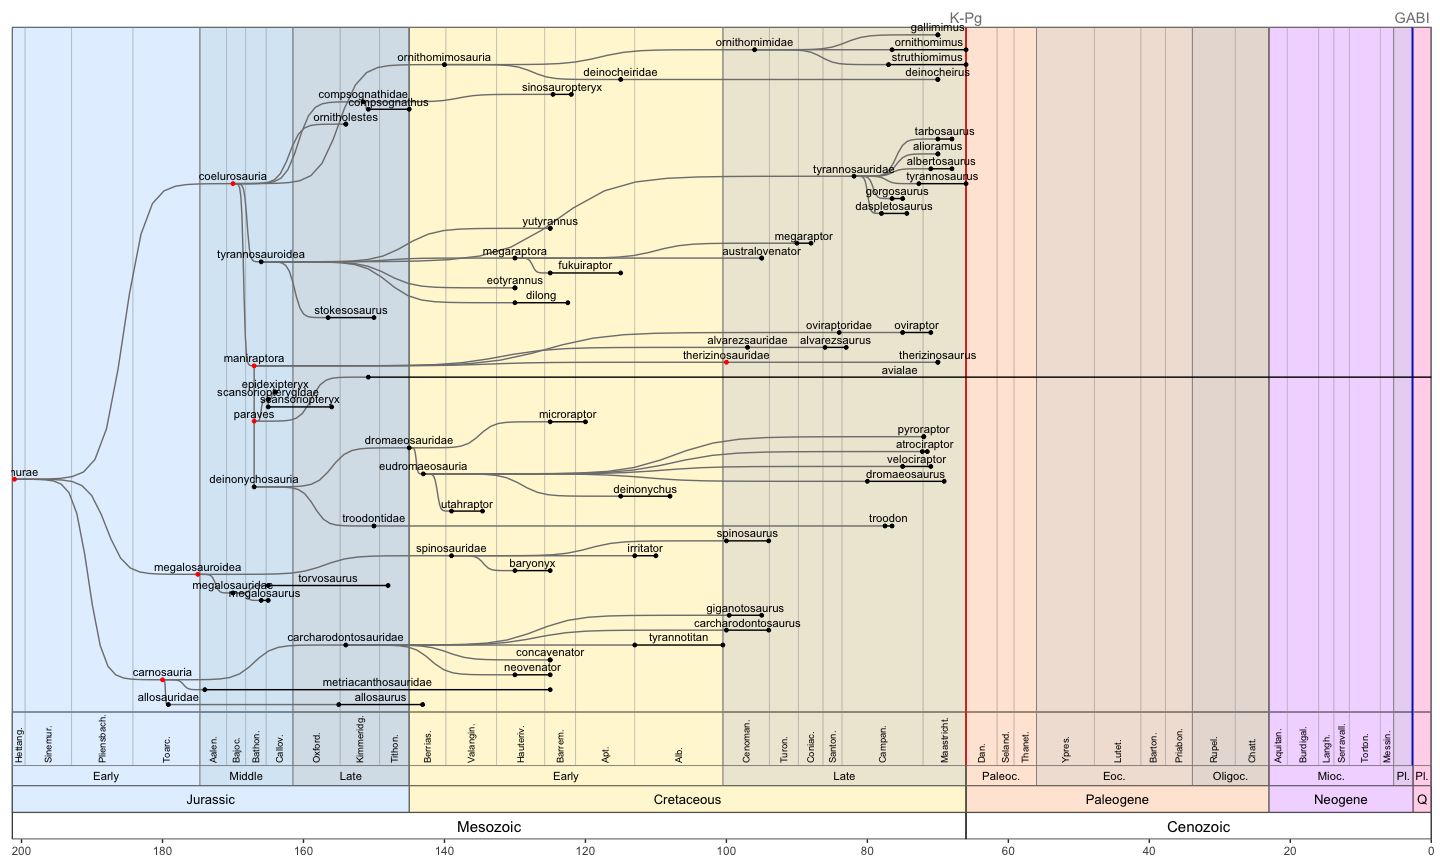 K-Pg
GABI
gallimimus
ornithomimidae
ornithomimus
ornithomimosauria
struthiomimus
deinocheiridae
deinocheirus
sinosauropteryx
compsognathidae
compsognathus
ornitholestes
tarbosaurus
alioramus
albertosaurus
coelurosauria
tyrannosauridae
tyrannosaurus
gorgosaurus
daspletosaurus
yutyrannus
megaraptor
tyrannosauroidea
megaraptora
australovenator
fukuiraptor
eotyrannus
dilong
stokesosaurus
oviraptoridae
oviraptor
alvarezsauridae
alvarezsaurus
maniraptora
therizinosauridae
therizinosaurus
avialae
epidexipteryx
scansoriopterygidae
scansoriopteryx
paraves
microraptor
pyroraptor
dromaeosauridae
atrociraptor
eudromaeosauria
velociraptor
deinonychosauria
dromaeosaurus
nurae
deinonychus
utahraptor
troodontidae
troodon
spinosaurus
spinosauridae
irritator
megalosauroidea
baryonyx
torvosaurus
megalosauridae
megalosaurus
giganotosaurus
carcharodontosaurus
carcharodontosauridae
tyrannotitan
concavenator
neovenator
carnosauria
metriacanthosauridae
allosauridae
allosaurus
Hettang.
Sinemur.
Pliensbach.
Toarc.
Aalen.
Bajoc.
Bathon.
Callov.
Oxford.
Kimmeridg.
Tithon.
Berrias.
Valangin.
Hauteriv.
Barrem.
Apt.
Alb.
Cenoman.
Turon.
Coniac.
Santon.
Campan.
Maastricht.
Dan.
Seland.
Thanet.
Ypres.
Lutet.
Barton.
Priabon.
Rupel.
Chatt.
Aquitan.
Burdigal.
Langh.
Serravall.
Torton.
Messin.
Early
Middle
Late
Early
Late
Paleoc.
Eoc.
Oligoc.
Mioc.
Pl.
Pl.
Jurassic
Cretaceous
Paleogene
Neogene
Q
Mesozoic
Cenozoic
200
180
160
140
120
100
80
60
40
20
0